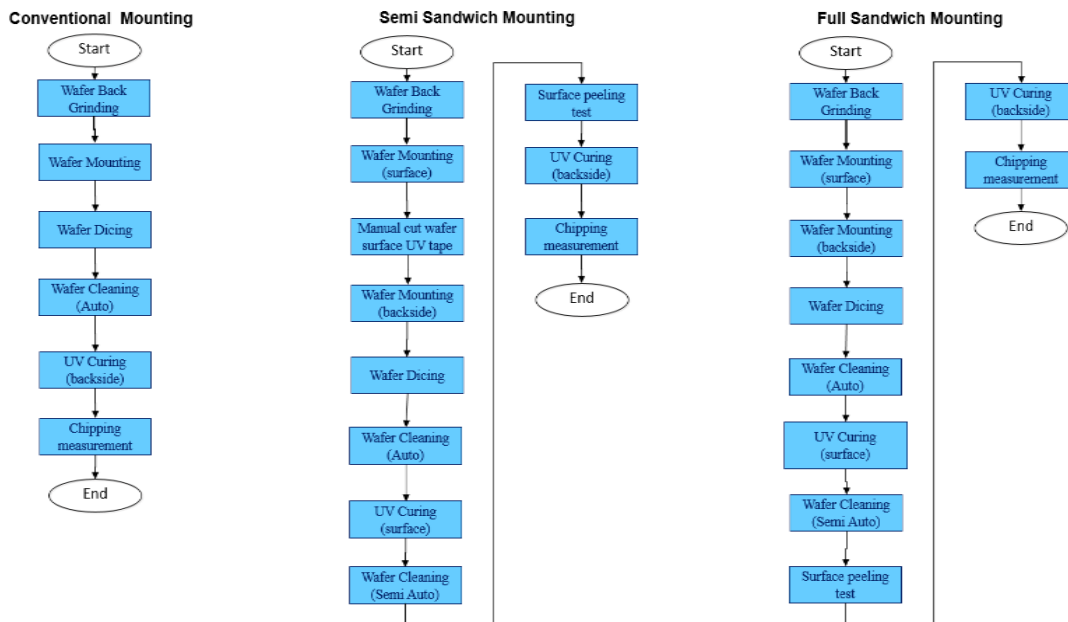 Conventional Mounting
Start
Wafer Back
Grinding
Wafer Mounting
Wafer Dicing
Wafer Cleaning
(Auto)
UV Curing
(backside)
Chipping
measurement
End
Semi Sandwich Mounting
Start
Wafer Back
Grinding
Wafer Mounting
(surface)
Manual cut wafer
surface UV tape
Wafer Mounting
(backside)
Wafer Dicing
Wafer Cleaning
(Auto)
UV Curing
(surface)
Wafer Cleaning
(Semi Auto)
Surface peeling
test
UV Curing
(backside)
Chipping
measurement
End
Full Sandwich Mounting
Start
Wafer Back
Grinding
Wafer Mounting
(surface)
Wafer Mounting
(backside)
Wafer Dicing
Wafer Cleaning
(Auto)
UV Curing
(surface)
Wafer Cleaning
(Semi Auto)
Surface peeling
test
UV Curing
(backside)
Chipping
measurement
End